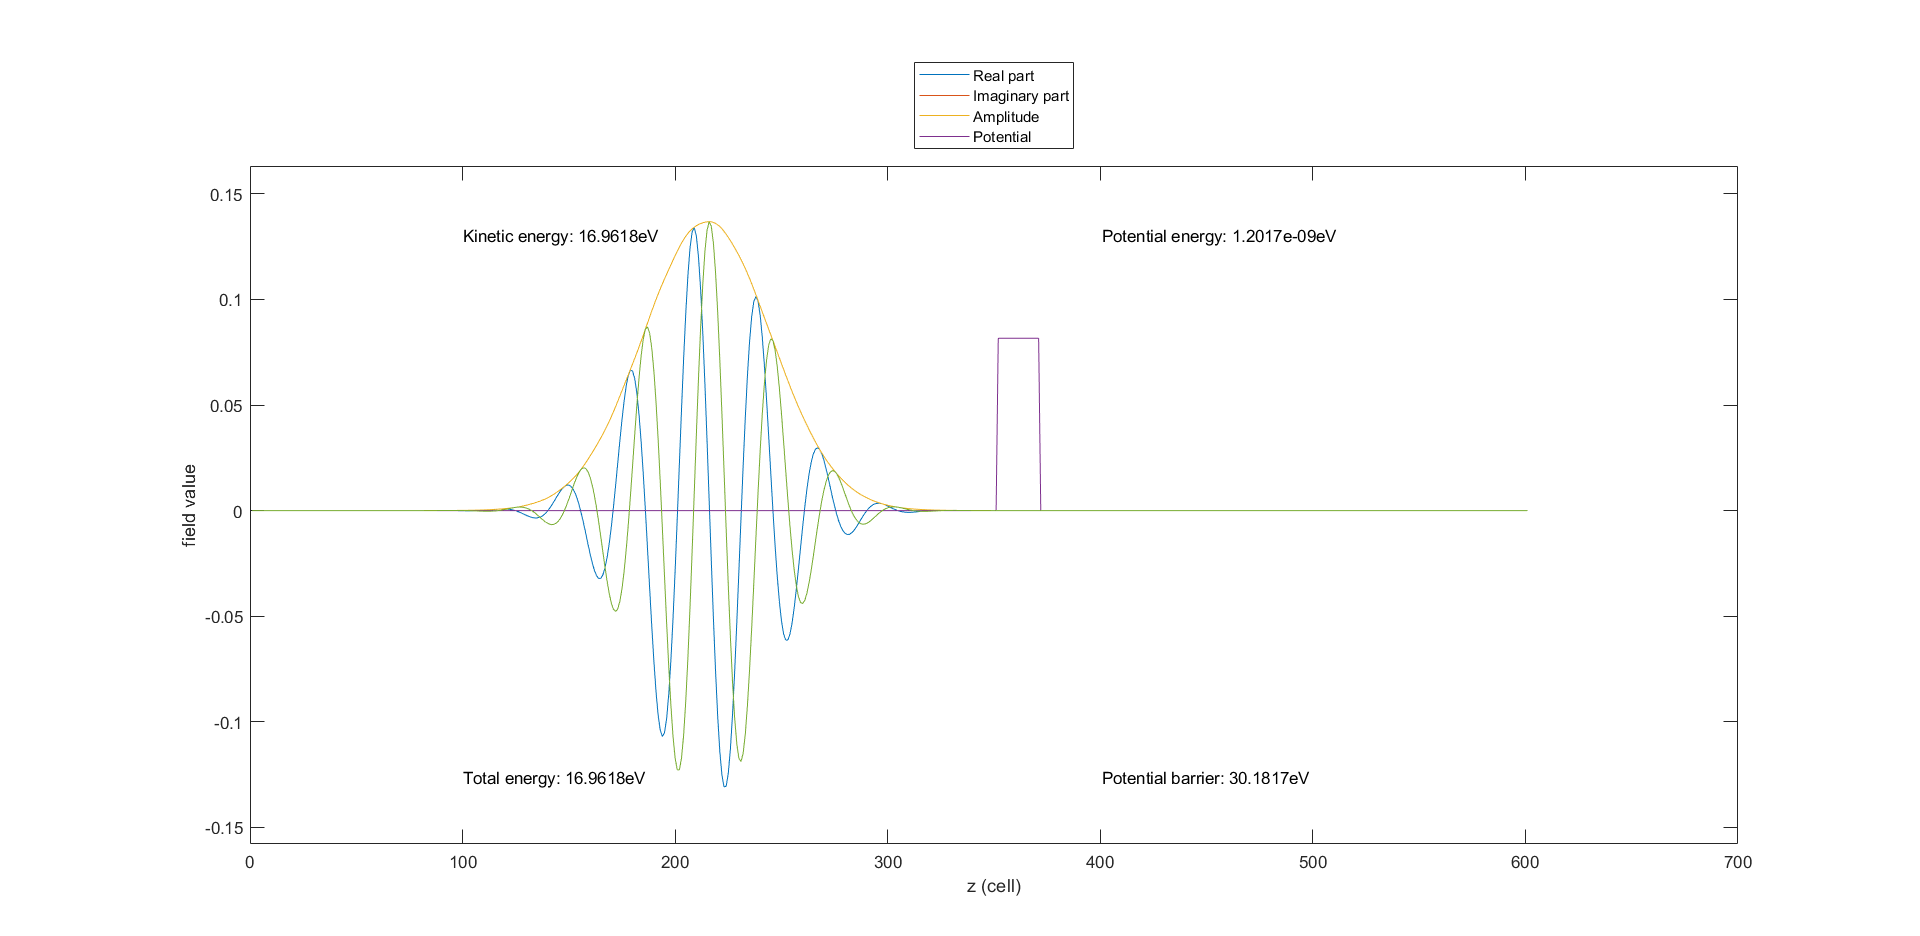 Real part
Imaginary part
Amplitude
Potential
0.15
0.1
0.05
0
-0.05
-0.1
-0.15
field value
Kinetic energy: 16.9618eV
Potential energy: 1.2017e-09eV
Total energy: 16.9618eV
Potential barrier: 30.1817eV
0 100 200 300 400 500 600 700
z (cell)